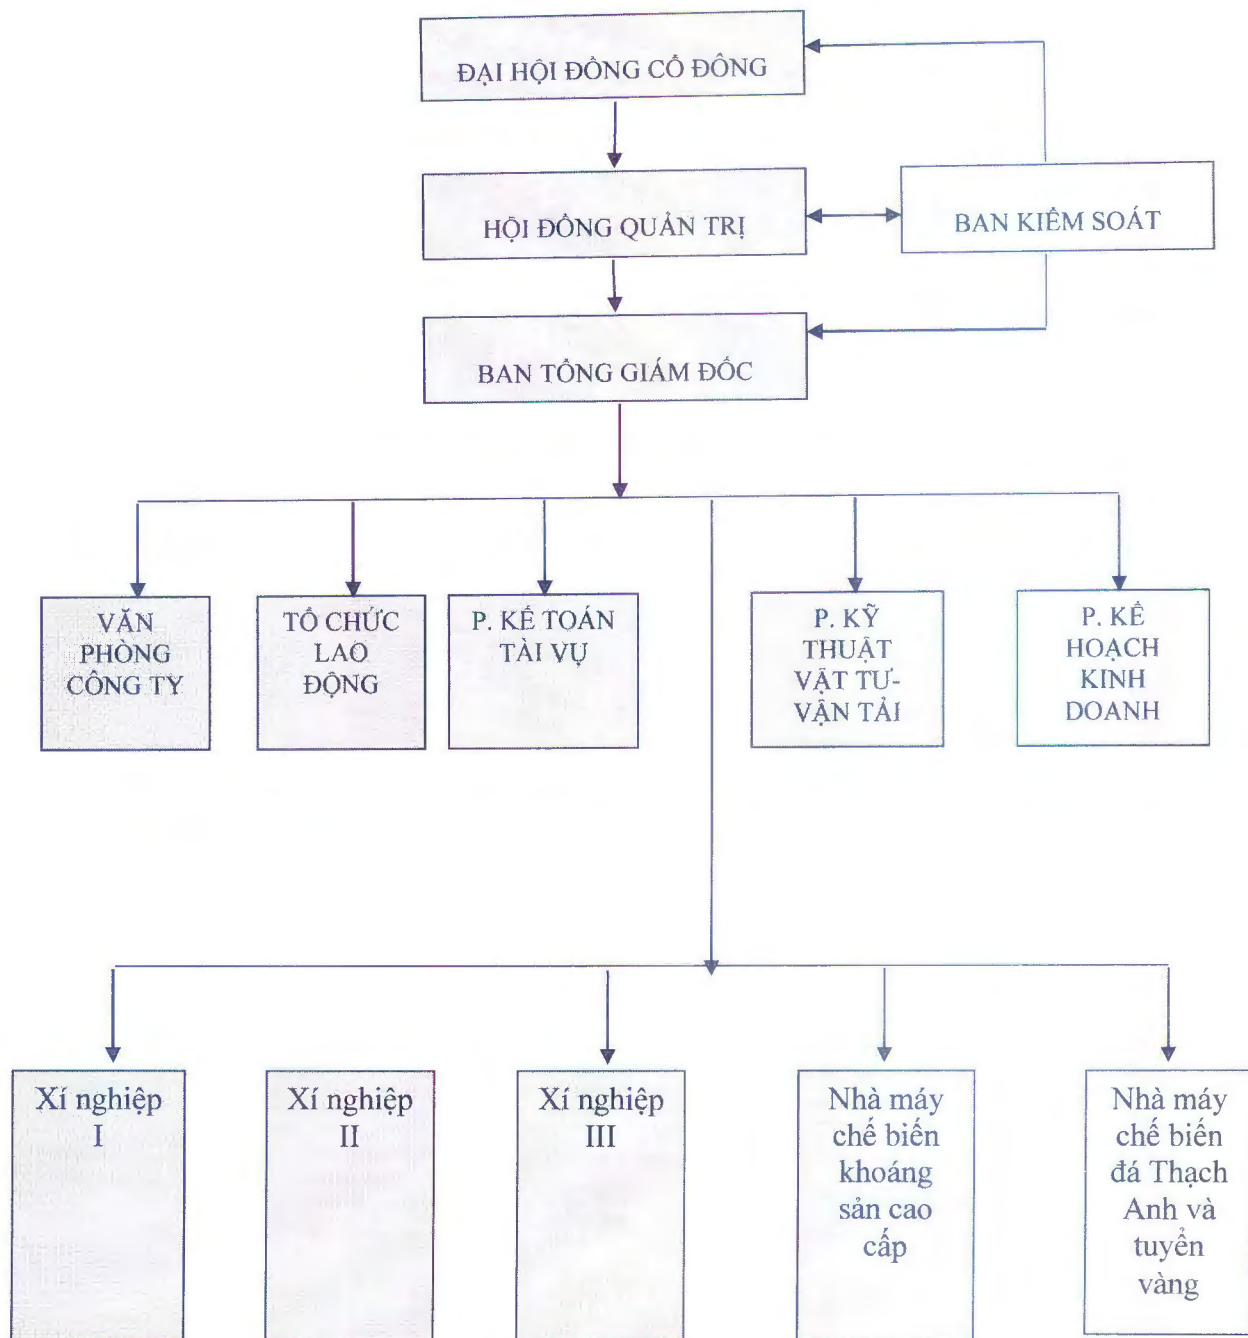 ĐẠI HỘI ĐỒNG CỔ ĐÔNG
HỘI ĐỒNG QUẢN TRỊ
BAN KIỂM SOÁT
BAN TỔNG GIÁM ĐỐC
VĂN
PHÒNG
CÔNG TY
TỔ CHỨC
LAO
ĐỘNG
P. KẾ TOÁN
TÀI VỤ
P. KỸ
THUẬT
VẬT TƯ-
VẬN TẢI
P. KẾ
HOẠCH
KINH
DOANH
Xí nghiệp
I
Xí nghiệp
II
Xí nghiệp
III
Nhà máy
chế biến
khoáng
sản cao
cấp
Nhà máy
chế biến
đá Thạch
Anh và
tuyển
vàng